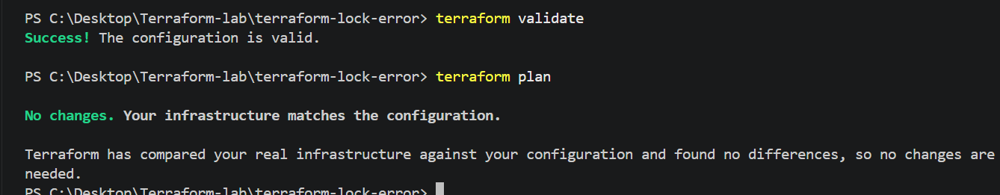 PS C:\Desktop\Terraform-lab\terraform-lock-error> terraform validate
Success! The configuration is valid.
PS C:\Desktop\Terraform-lab\terraform-lock-error> terraform plan
No changes. Your infrastructure matches the configuration.
Terraform has compared your real infrastructure against your configuration and found no differences, so no changes are
needed.
PS C:\Desktop\Terraform-lab\terraform-lock-error>